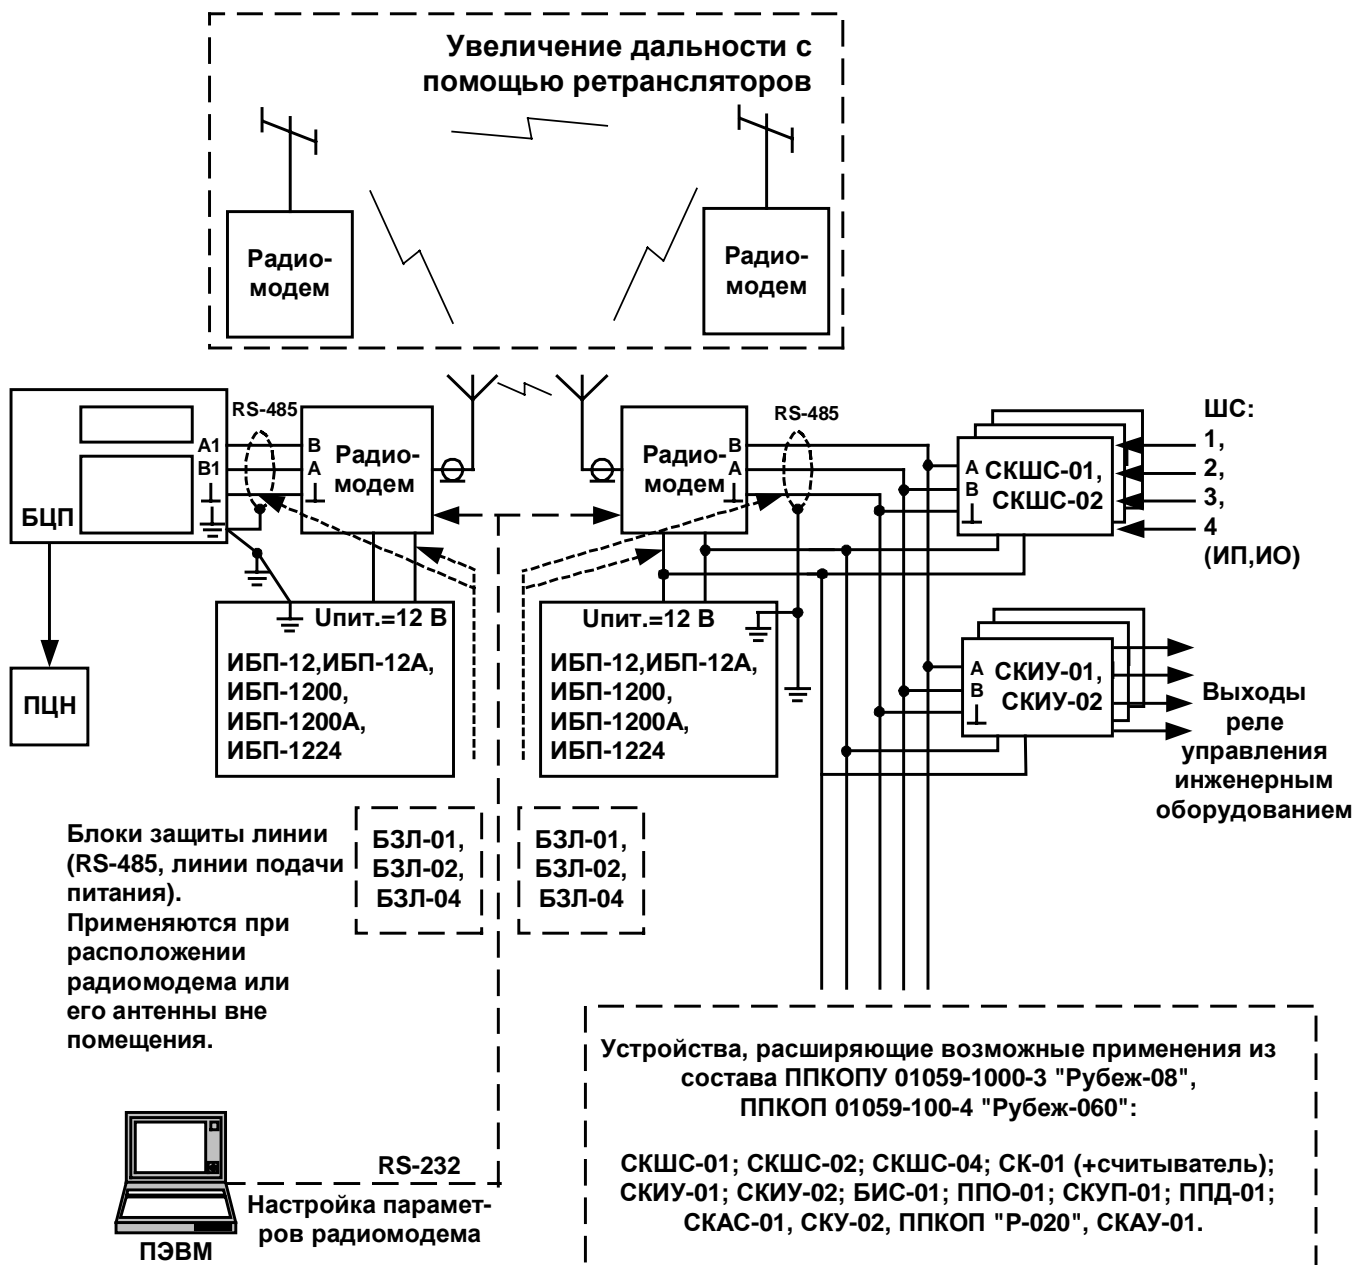 Увеличение дальности с
помощью ретрансляторов
Радио-
модем
Радио-
модем
RS-485
A1
B1
БЦП
B
A
Радио-
модем
Радио-
модем
B
A
RS-485
A
B
СКШС-01,
СКШС-02
ШС:
1,
2,
3,
4
(ИП,ИО)
Uпит.=12 В
ИБП-12,ИБП-12А,
ИБП-1200,
ИБП-1200А,
ИБП-1224
Uпит.=12 В
ИБП-12,ИБП-12А,
ИБП-1200,
ИБП-1200А,
ИБП-1224
ПЦН
A
B
СКИУ-01,
СКИУ-02
Выходы
реле
управления
инженерным
оборудованием
Блоки защиты линии
(RS-485, линии подачи
питания).
Применяются при
расположении
радиомодема или
его антенны вне
помещения.
БЗЛ-01,
БЗЛ-02,
БЗЛ-04
БЗЛ-01,
БЗЛ-02,
БЗЛ-04
Устройства, расширяющие возможные применения из
состава ППКОПУ 01059-1000-3 "Рубеж-08",
ППКОП 01059-100-4 "Рубеж-060":
СКШС-01; СКШС-02; СКШС-04; СК-01 (+считыватель);
СКИУ-01; СКИУ-02; БИС-01; ППО-01; СКУП-01; ППД-01;
СКАС-01, СКУ-02, ППКОП "Р-020", СКАУ-01.
RS-232
Настройка парамет-
ров радиомодема
ПЭВМ